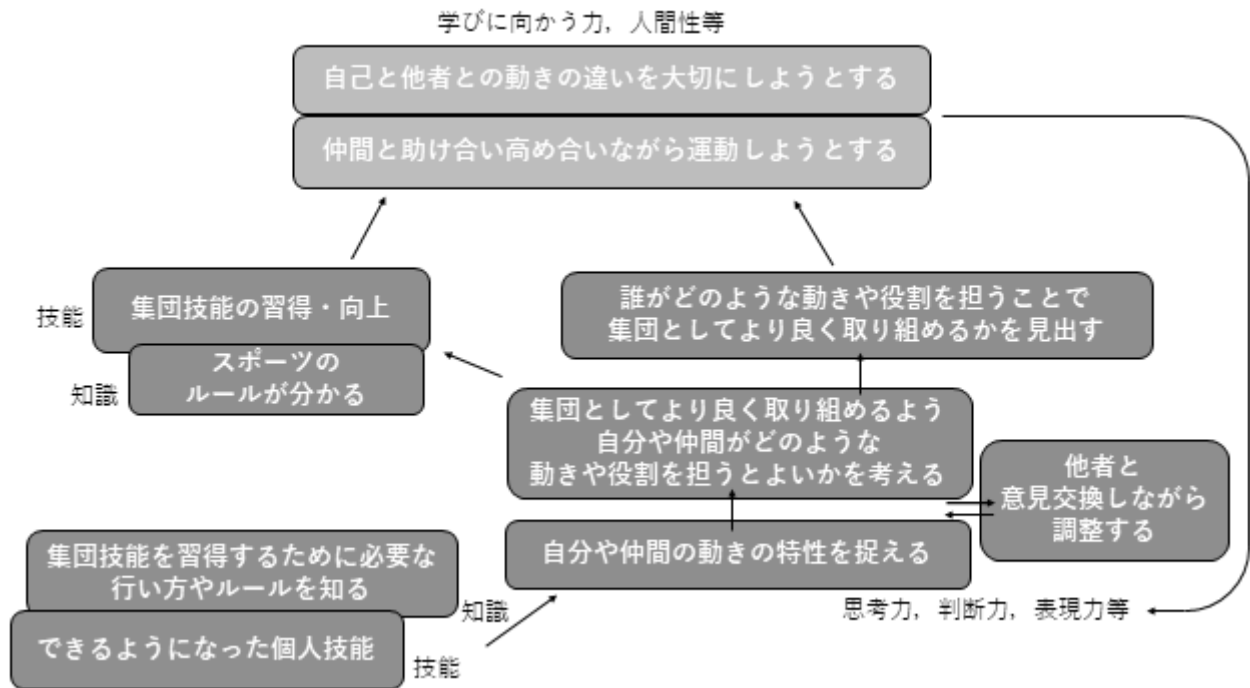 学びに向かう力，人間性等
自己と他者との動きの違いを大切にしようとする
仲間と助け合い高め合いながら運動しようとする
技能
集団技能の習得・向上
知識
スポーツの
ルールが分かる
誰がどのような動きや役割を担うことで
集団としてより良く取り組めるかを見出す
集団としてより良く取り組めるよう
自分や仲間がどのような
動きや役割を担うとよいかを考える
他者と
意見交換しながら
調整する
自分や仲間の動きの特性を捉える
思考力，判断力，表現力等
集団技能を習得するために必要な
行い方やルールを知る
知識
できるようになった個人技能
技能